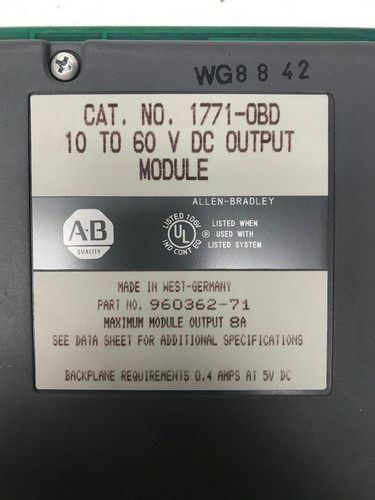 WG8 8 42
CAT. NO. 1771-OBD
10 TO 60 V DC OUTPUT
MODULE
ALLEN-BRADLEY
A-B
QUALITY
LISTED 106V
UL
IND CONT EQ
LISTED WHEN
USED WITH
LISTED SYSTEM
MADE IN WEST-GERMANY
PART NO. 960362-71
MAXIMUM MODULE OUTPUT 8A
SEE DATA SHEET FOR ADDITIONAL SPECIFICATIONS
BACKPLANE REQUIREMENTS 0.4 AMPS AT 5V DC